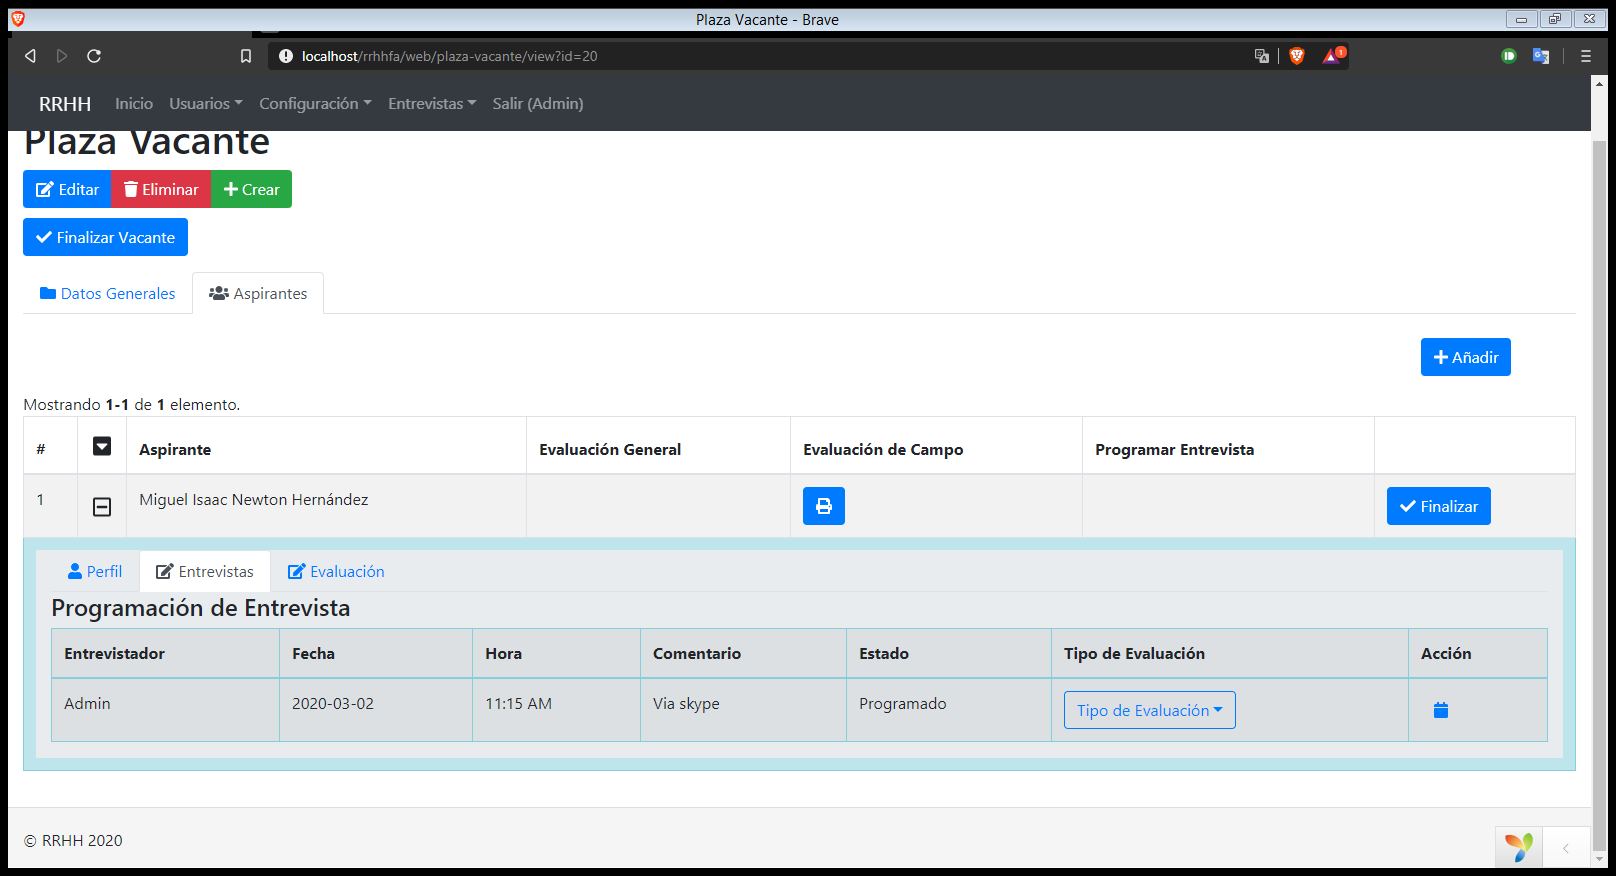 Plaza Vacante - Brave
localhost/rrhhfa/web/plaza-vacante/view?id=20
1
RRHH Inicio Usuarios Configuración Entrevistas Salir (Admin)
Plaza Vacante
Editar Eliminar Crear
Finalizar Vacante
Datos Generales Aspirantes
Añadir
Mostrando 1-1 de 1 elemento.
# Aspirante Evaluación General Evaluación de Campo Programar Entrevista
1 Miguel Isaac Newton Hernández Finalizar
Perfil Entrevistas Evaluación
Programación de Entrevista
Entrevistador Fecha Hora Comentario Estado Tipo de Evaluación Acción
Admin 2020-03-02 11:15 AM Via skype Programado Tipo de Evaluación
© RRHH 2020